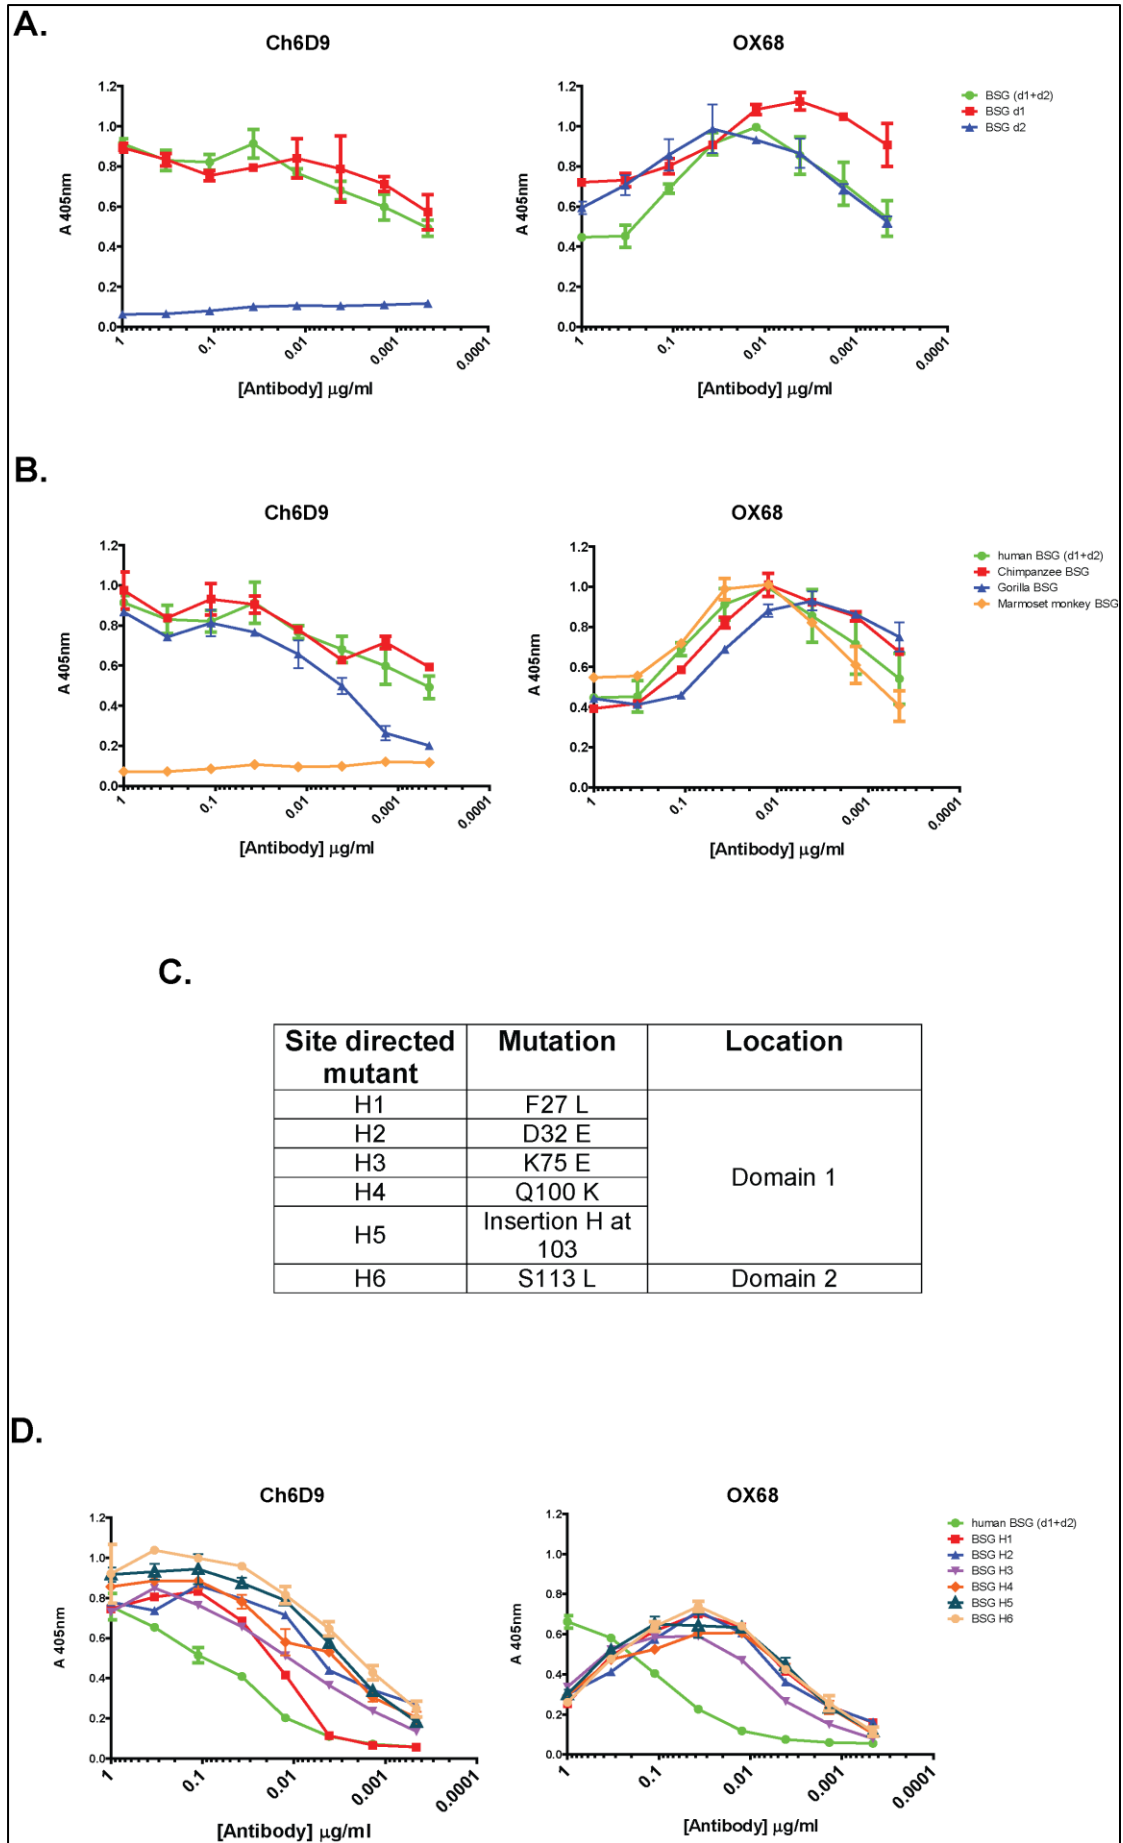 A.
Ch6D9
OX68
1.2
1.0
0.8
0.6
0.4
0.2
0.0
A 405nm
1
0.1
0.01
0.001
0.0001
[Antibody] µg/ml
1.2
1.0
0.8
0.6
0.4
0.2
0.0
A 405nm
1
0.1
0.01
0.001
0.0001
[Antibody] µg/ml
BSG (d1+d2)
BSG d1
BSG d2
B.
Ch6D9
OX68
1.2
1.0
0.8
0.6
0.4
0.2
0.0
A 405nm
1
0.1
0.01
0.001
0.0001
[Antibody] µg/ml
1.2
1.0
0.8
0.6
0.4
0.2
0.0
A 405nm
1
0.1
0.01
0.001
0.0001
[Antibody] µg/ml
human BSG (d1+d2)
Chimpanzee BSG
Gorilla BSG
Marmoset monkey BSG
C.
Site directed mutant Mutation Location
H1 F27 L Domain 1
H2 D32 E
H3 K75 E
H4 Q100 K
H5 Insertion H at 103
H6 S113 L Domain 2
D.
Ch6D9
OX68
1.2
1.0
0.8
0.6
0.4
0.2
0.0
A 405nm
1
0.1
0.01
0.001
0.0001
[Antibody] µg/ml
1.2
1.0
0.8
0.6
0.4
0.2
0.0
A 405nm
1
0.1
0.01
0.001
0.0001
[Antibody] µg/ml
human BSG (d1+d2)
BSG H1
BSG H2
BSG H3
BSG H4
BSG H5
BSG H6